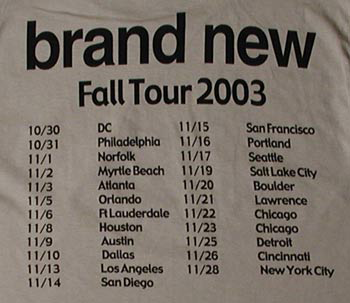 brand new
Fall Tour 2003
10/30 DC 11/15 San Francisco
10/31 Philadelphia 11/16 Portland
11/1 Norfolk 11/17 Seattle
11/2 Myrtle Beach 11/19 Salt Lake City
11/3 Atlanta 11/20 Boulder
11/5 Orlando 11/21 Lawrence
11/6 Ft Lauderdale 11/22 Chicago
11/8 Houston 11/23 Chicago
11/9 Austin 11/25 Detroit
11/10 Dallas 11/26 Cincinnati
11/13 Los Angeles 11/28 New York City
11/14 San Diego